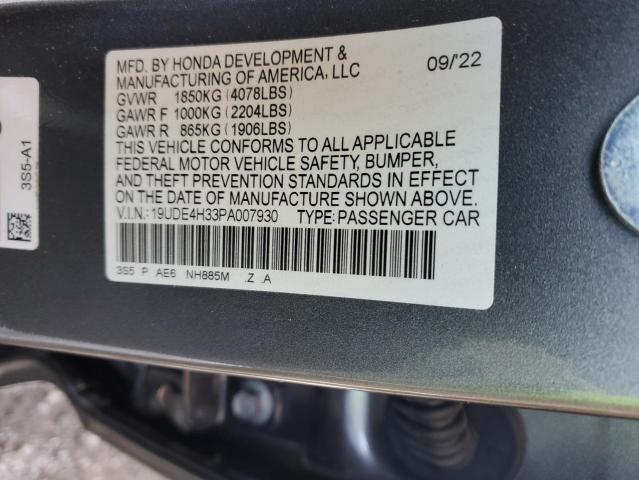 MFD. BY HONDA DEVELOPMENT & 09/'22
MANUFACTURING OF AMERICA, LLC
GVWR 1850KG (4078LBS)
GAWR F 1000KG (2204LBS)
GAWR R 865KG (1906LBS)
THIS VEHICLE CONFORMS TO ALL APPLICABLE
FEDERAL MOTOR VEHICLE SAFETY, BUMPER,
AND THEFT PREVENTION STANDARDS IN EFFECT
ON THE DATE OF MANUFACTURE SHOWN ABOVE.
V.I.N.: 19UDE4H33PA007930 TYPE: PASSENGER CAR
3S5 P AE6 NH885M .Z .A
3S5-A1